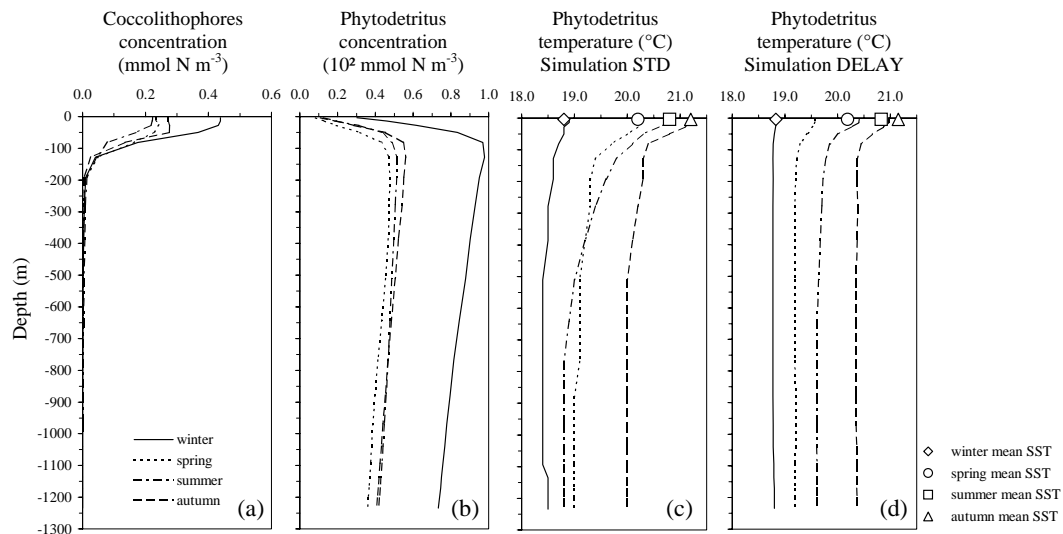 Coccolithophores
concentration
(mmol N m-3)
Phytodetritus
concentration
(10² mmol N m-3)
Phytodetritus
temperature (°C)
Simulation STD
Phytodetritus
temperature (°C)
Simulation DELAY
0.0 0.2 0.4 0.6
0.0 0.2 0.4 0.6 0.8 1.0
18.0 19.0 20.0 21.0
18.0 19.0 20.0 21.0
Depth (m)
0
-100
-200
-300
-400
-500
-600
-700
-800
-900
-1000
-1100
-1200
-1300
winter
spring
summer
autumn
(a)
(b)
(c)
(d)
winter mean SST
spring mean SST
summer mean SST
autumn mean SST